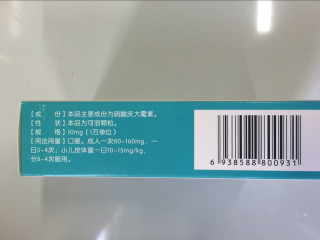 【成　份】本品主要成份为硫酸庆大霉素。
【性　状】本品为可溶颗粒。
【规　格】10mg（1万单位）
【用法用量】口服。成人一次80~160mg，一
日3~4次；小儿按体重一日10~15mg/kg，
分3~4次服用。
6 938588 800931